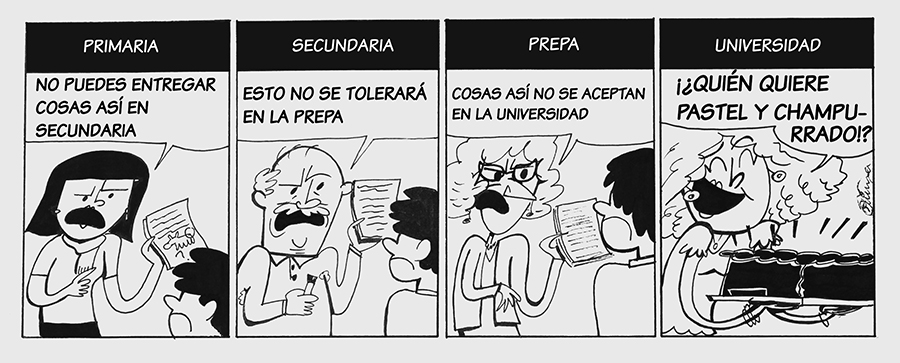 PRIMARIA
NO PUEDES ENTREGAR
COSAS ASÍ EN
SECUNDARIA
SECUNDARIA
ESTO NO SE TOLERARÁ
EN LA PREPA
PREPA
COSAS ASÍ NO SE ACEPTAN
EN LA UNIVERSIDAD
UNIVERSIDAD
¡¿QUIÉN QUIERE
PASTEL Y CHAMPU-
RRADO!?